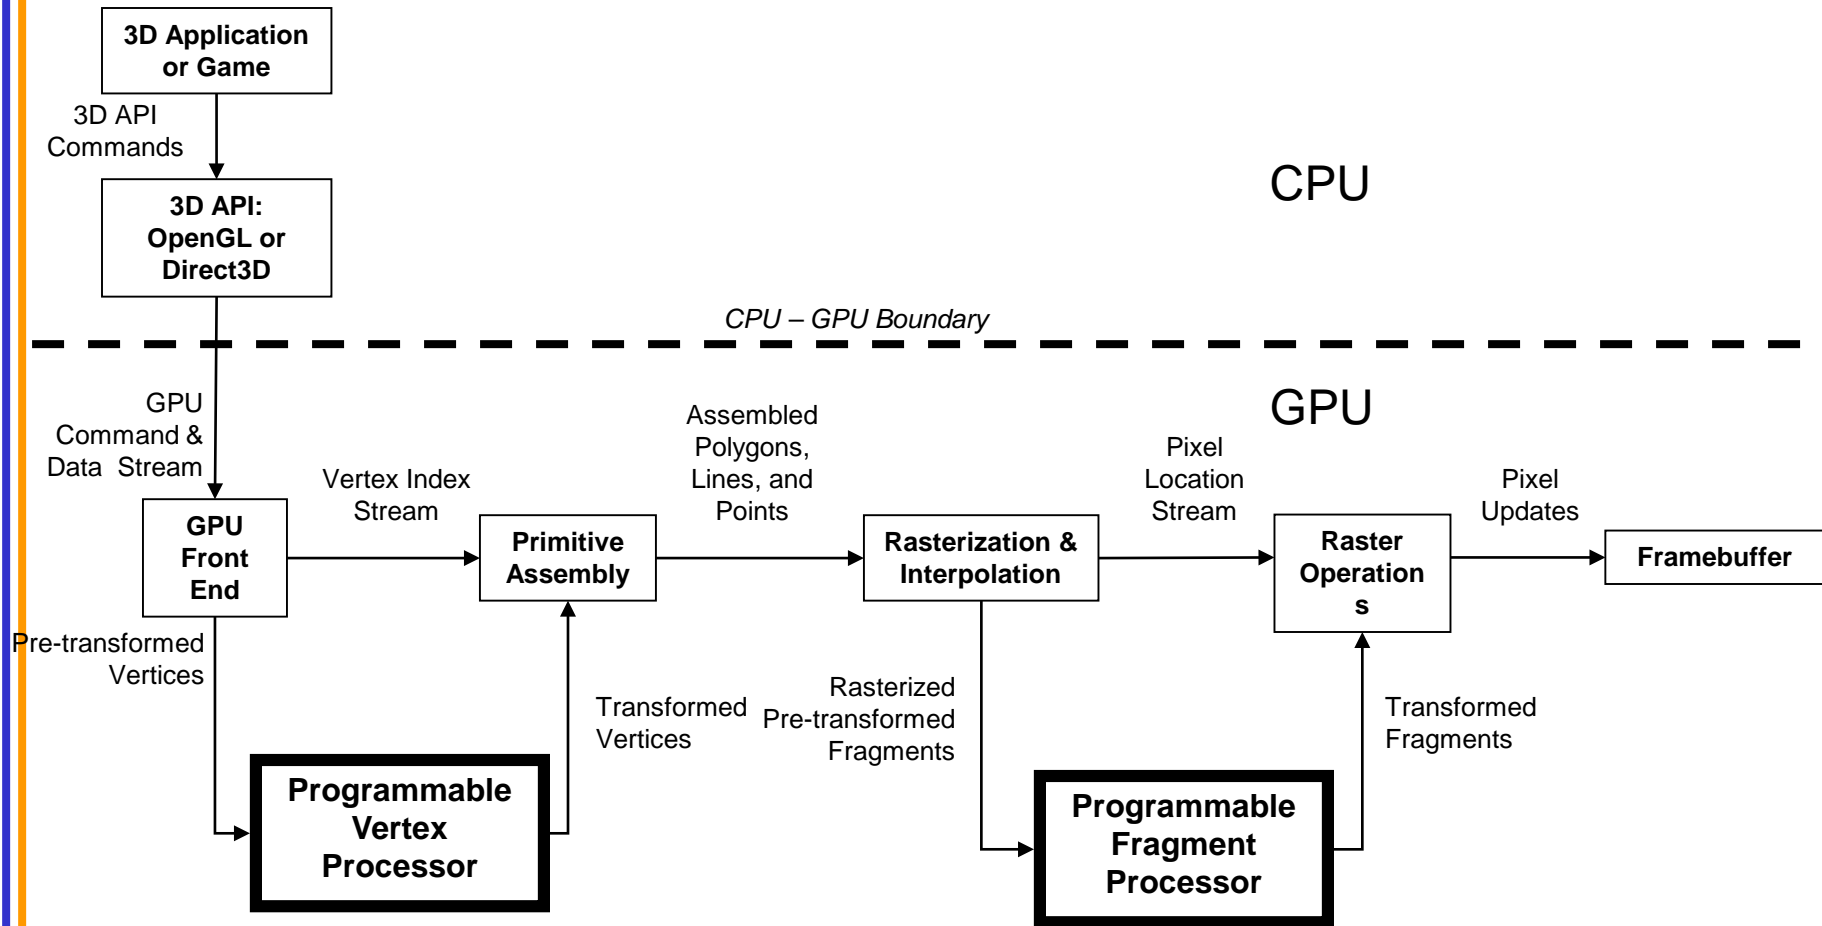 3D Application
or Game
3D API
Commands
3D API:
OpenGL or
Direct3D
CPU
CPU – GPU Boundary
GPU
GPU
Command &
Data Stream
Vertex Index
Stream
Assembled
Polygons,
Lines, and
Points
Pixel
Location
Stream
Pixel
Updates
GPU
Front
End
Primitive
Assembly
Rasterization &
Interpolation
Raster
Operation
s
Framebuffer
Pre-transformed
Vertices
Transformed
Vertices
Rasterized
Pre-transformed
Fragments
Transformed
Fragments
Programmable
Vertex
Processor
Programmable
Fragment
Processor